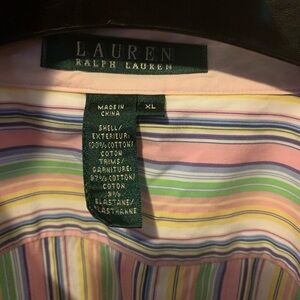 LAUREN
RALPH LAUREN
MADE IN
CHINA
XL
SHELL/
EXTERIEUR:
100% COTTON/
COTON
TRIMS/
GARNITURE:
97% COTTON/
COTON
3%
ELASTANE/
ELASTHANNE